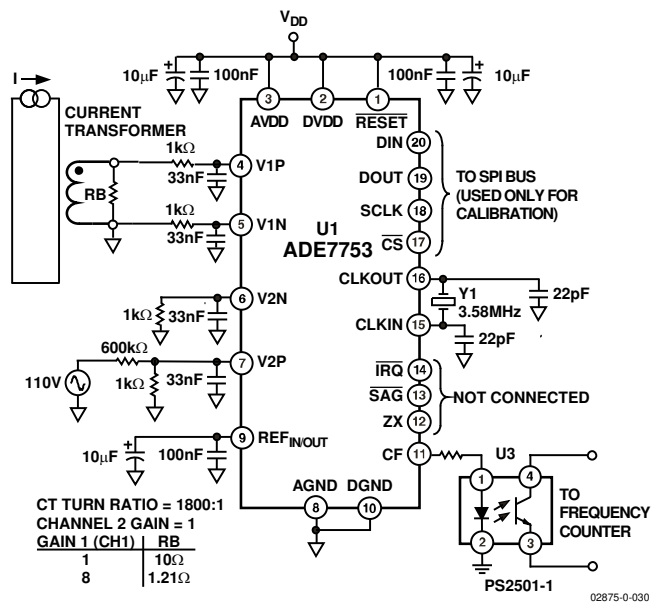 V_DD
10μF
100nF
100nF
10μF
I
3
2
1
AVDD
DVDD
RESET
CURRENT
TRANSFORMER
RB
1kΩ
33nF
4
V1P
1kΩ
33nF
5
V1N
U1
ADE7753
DIN
20
DOUT
19
SCLK
18
CS
17
TO SPI BUS
(USED ONLY FOR
CALIBRATION)
CLKOUT
16
Y1
3.58MHz
22pF
CLKIN
15
22pF
6
V2N
1kΩ
33nF
600kΩ
7
V2P
110V
1kΩ
33nF
IRQ
14
SAG
13
ZX
12
NOT CONNECTED
9
REF_IN/OUT
10μF
100nF
CF
11
U3
1
4
2
3
TO
FREQUENCY
COUNTER
PS2501-1
AGND
DGND
8
10
CT TURN RATIO = 1800:1
CHANNEL 2 GAIN = 1
GAIN 1 (CH1) RB
1 10Ω
8 1.21Ω
02875-0-030